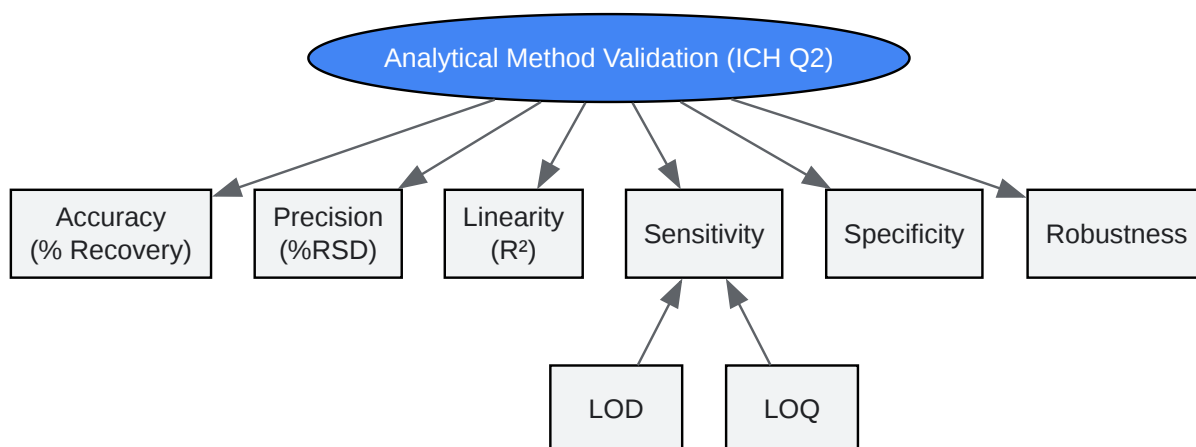 Analytical Method Validation (ICH Q2)
Accuracy
(% Recovery)
Precision
(%RSD)
Linearity
(R²)
Sensitivity
Specificity
Robustness
LOD
LOQ